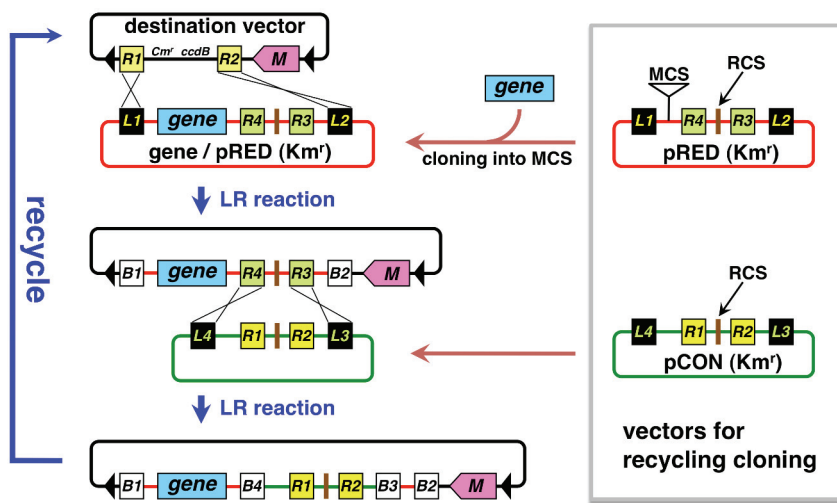 destination vector
R1 Cmʳ ccdB R2 M
L1 gene R4 R3 L2
gene / pRED (Kmʳ)
gene
cloning into MCS
MCS
RCS
L1 R4 R3 L2
pRED (Kmʳ)
recycle
LR reaction
B1 gene R4 R3 B2 M
L4 R1 R2 L3
RCS
L4 R1 R2 L3
pCON (Kmʳ)
LR reaction
B1 gene B4 R1 R2 B3 B2 M
vectors for
recycling cloning